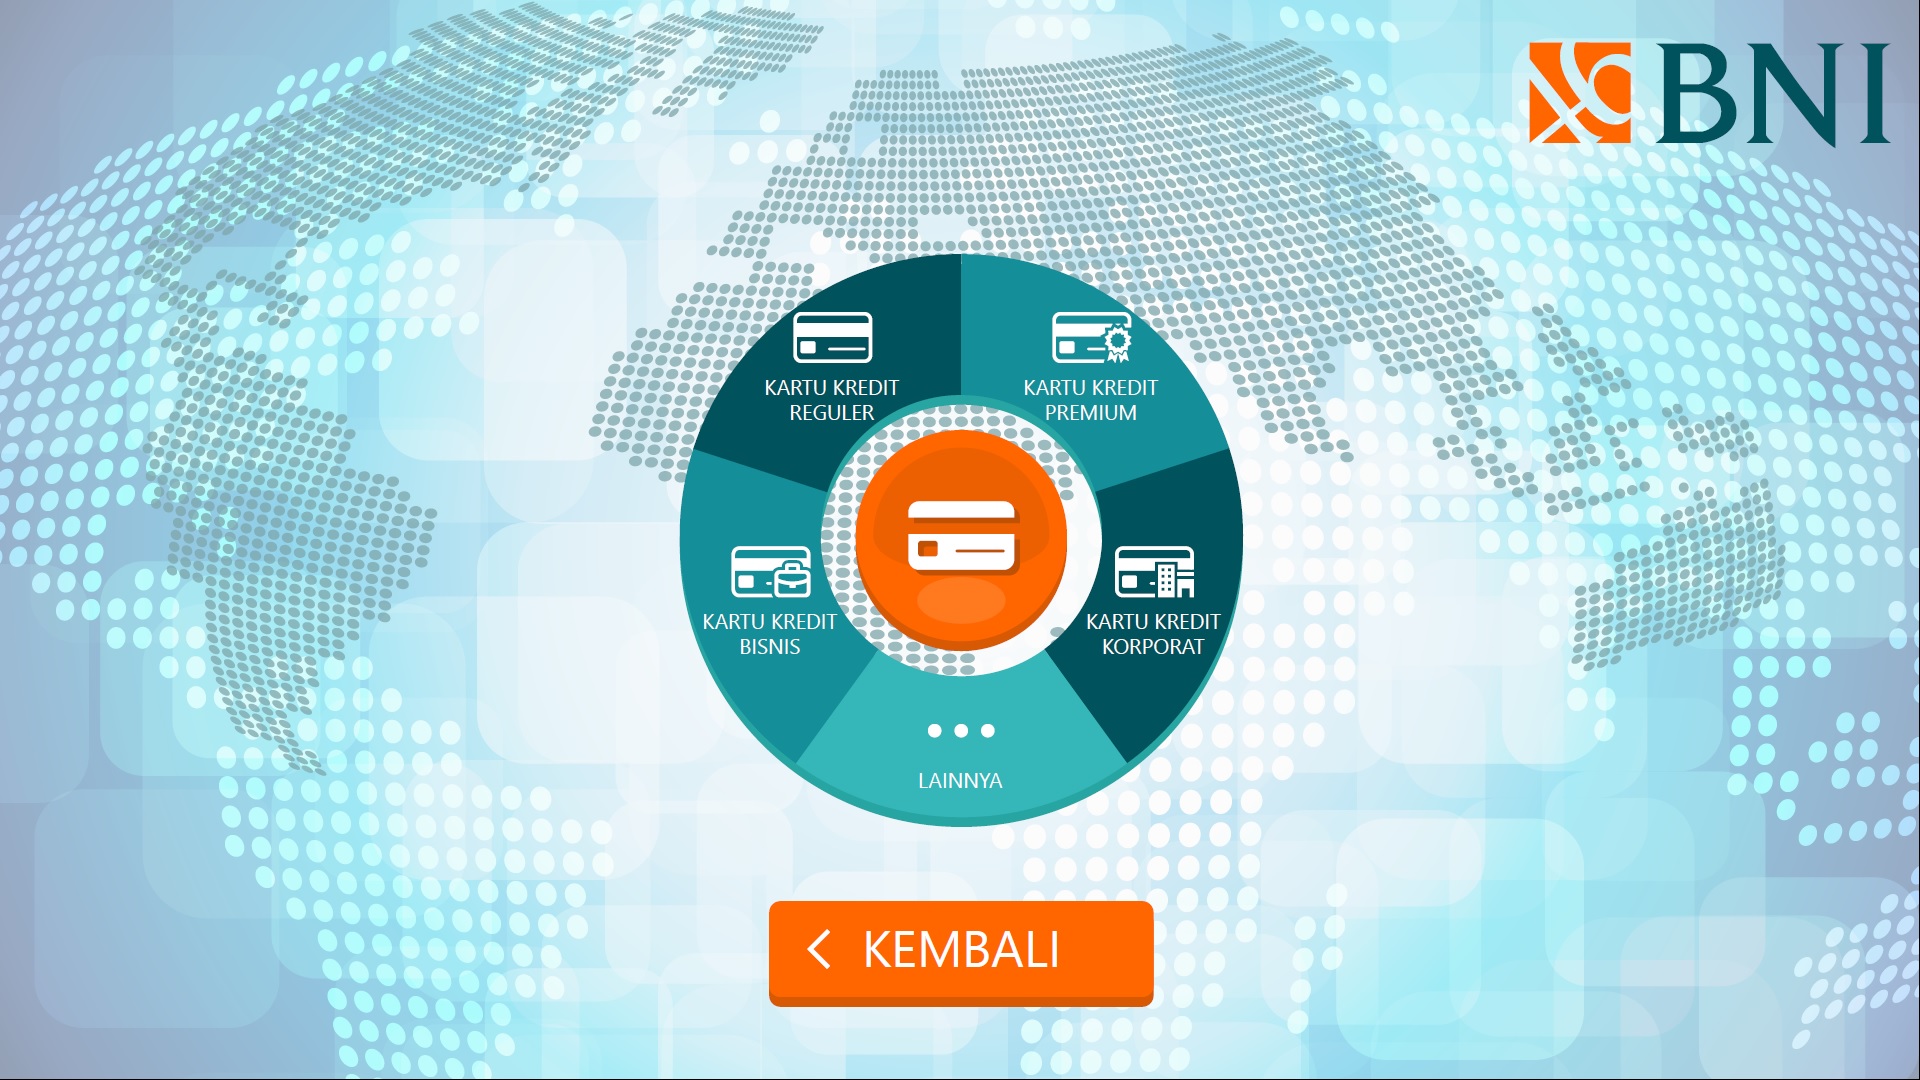 BNI
KARTU KREDIT
REGULER
KARTU KREDIT
PREMIUM
KARTU KREDIT
BISNIS
KARTU KREDIT
KORPORAT
LAINNYA
KEMBALI